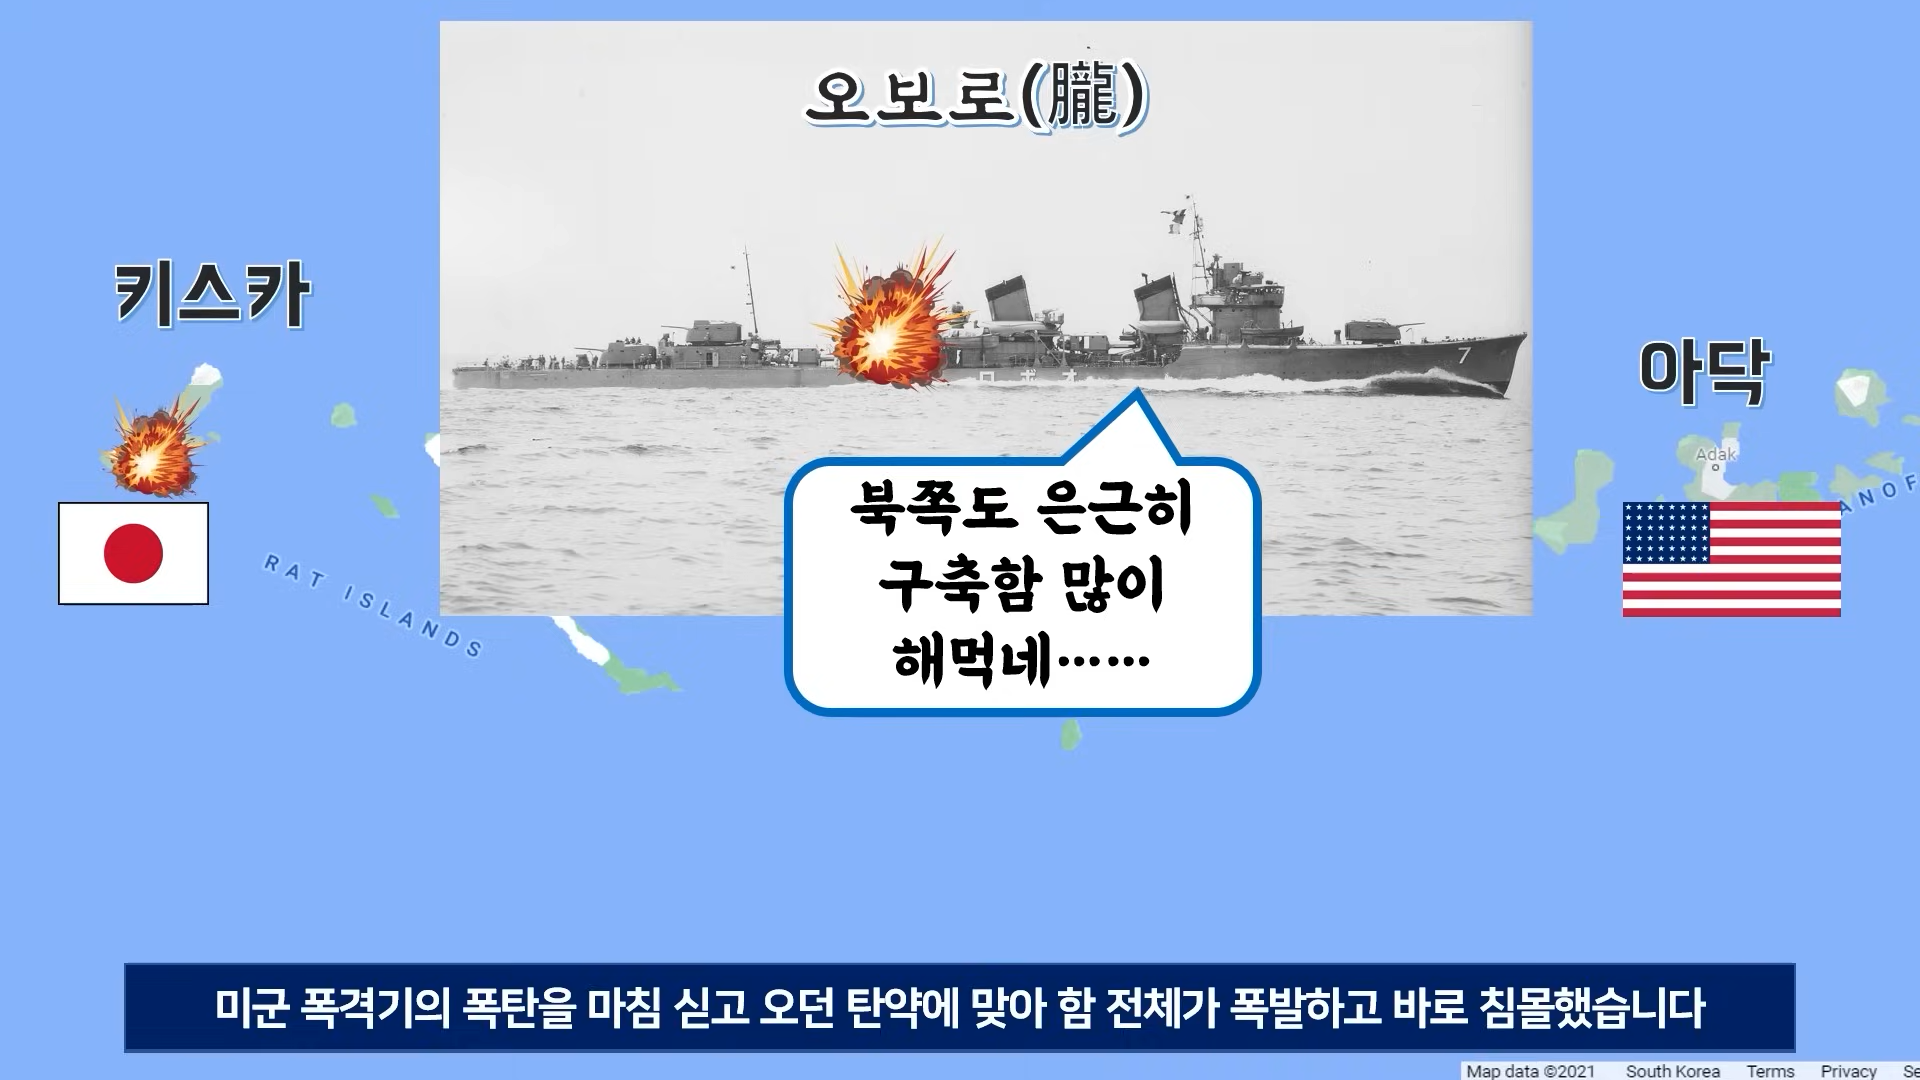 오보로(朧)
키스카
아닥
7
Adak
북쪽도 은근히
구축함 많이
해먹네······
RAT ISLANDS
미군 폭격기의 폭탄을 마침 싣고 오던 탄약에 맞아 함 전체가 폭발하고 바로 침몰했습니다
Map data ©2021 South Korea Terms Privacy